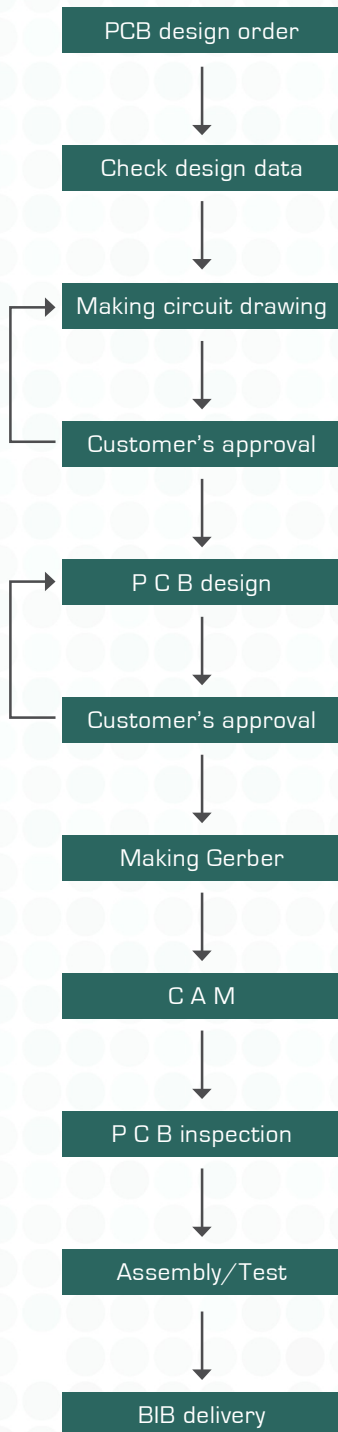 PCB design order
Check design data
Making circuit drawing
Customer’s approval
P C B design
Customer’s approval
Making Gerber
C A M
P C B inspection
Assembly/Test
BIB delivery